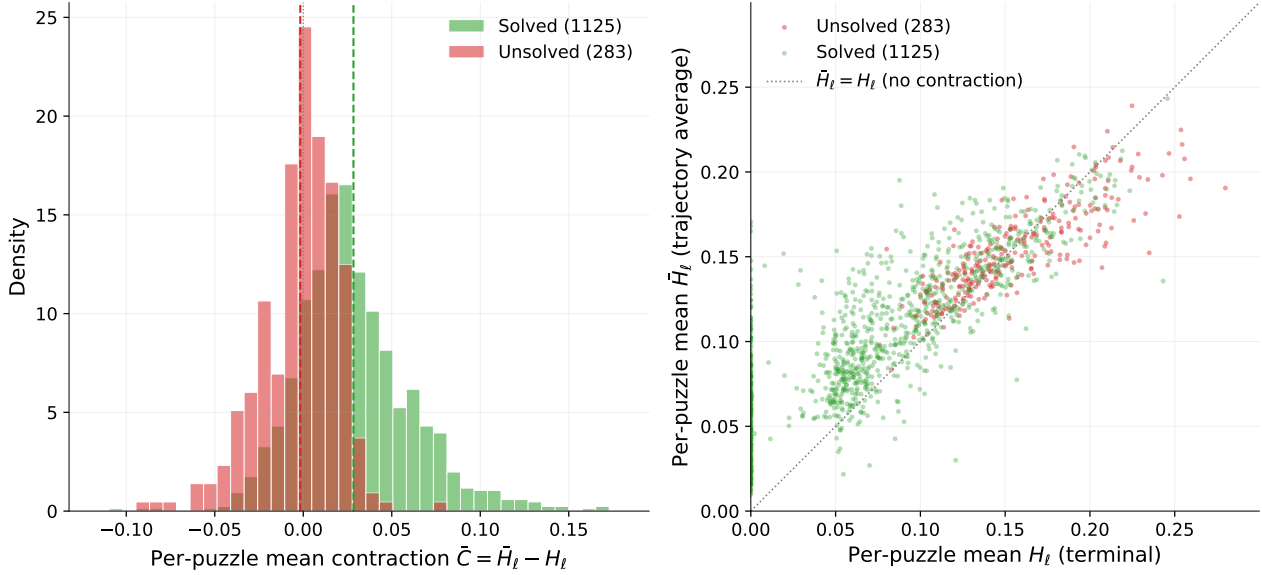 25
20
15
10
5
0
Density
−0.10
−0.05
0.00
0.05
0.10
0.15
Per-puzzle mean contraction C̄ = H̄ℓ − Hℓ
Solved (1125)
Unsolved (283)
Unsolved (283)
Solved (1125)
H̄ℓ = Hℓ (no contraction)
0.25
0.20
0.15
0.10
0.05
0.00
Per-puzzle mean H̄ℓ (trajectory average)
0.00
0.05
0.10
0.15
0.20
0.25
Per-puzzle mean Hℓ (terminal)